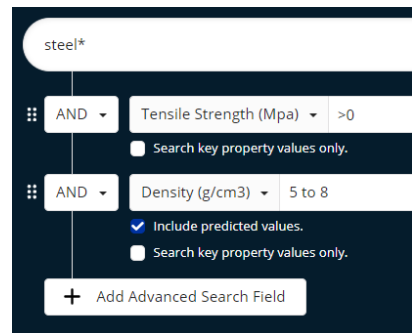 steel*
AND Tensile Strength (Mpa) >0
Search key property values only.
AND Density (g/cm3) 5 to 8
Include predicted values.
Search key property values only.
+ Add Advanced Search Field